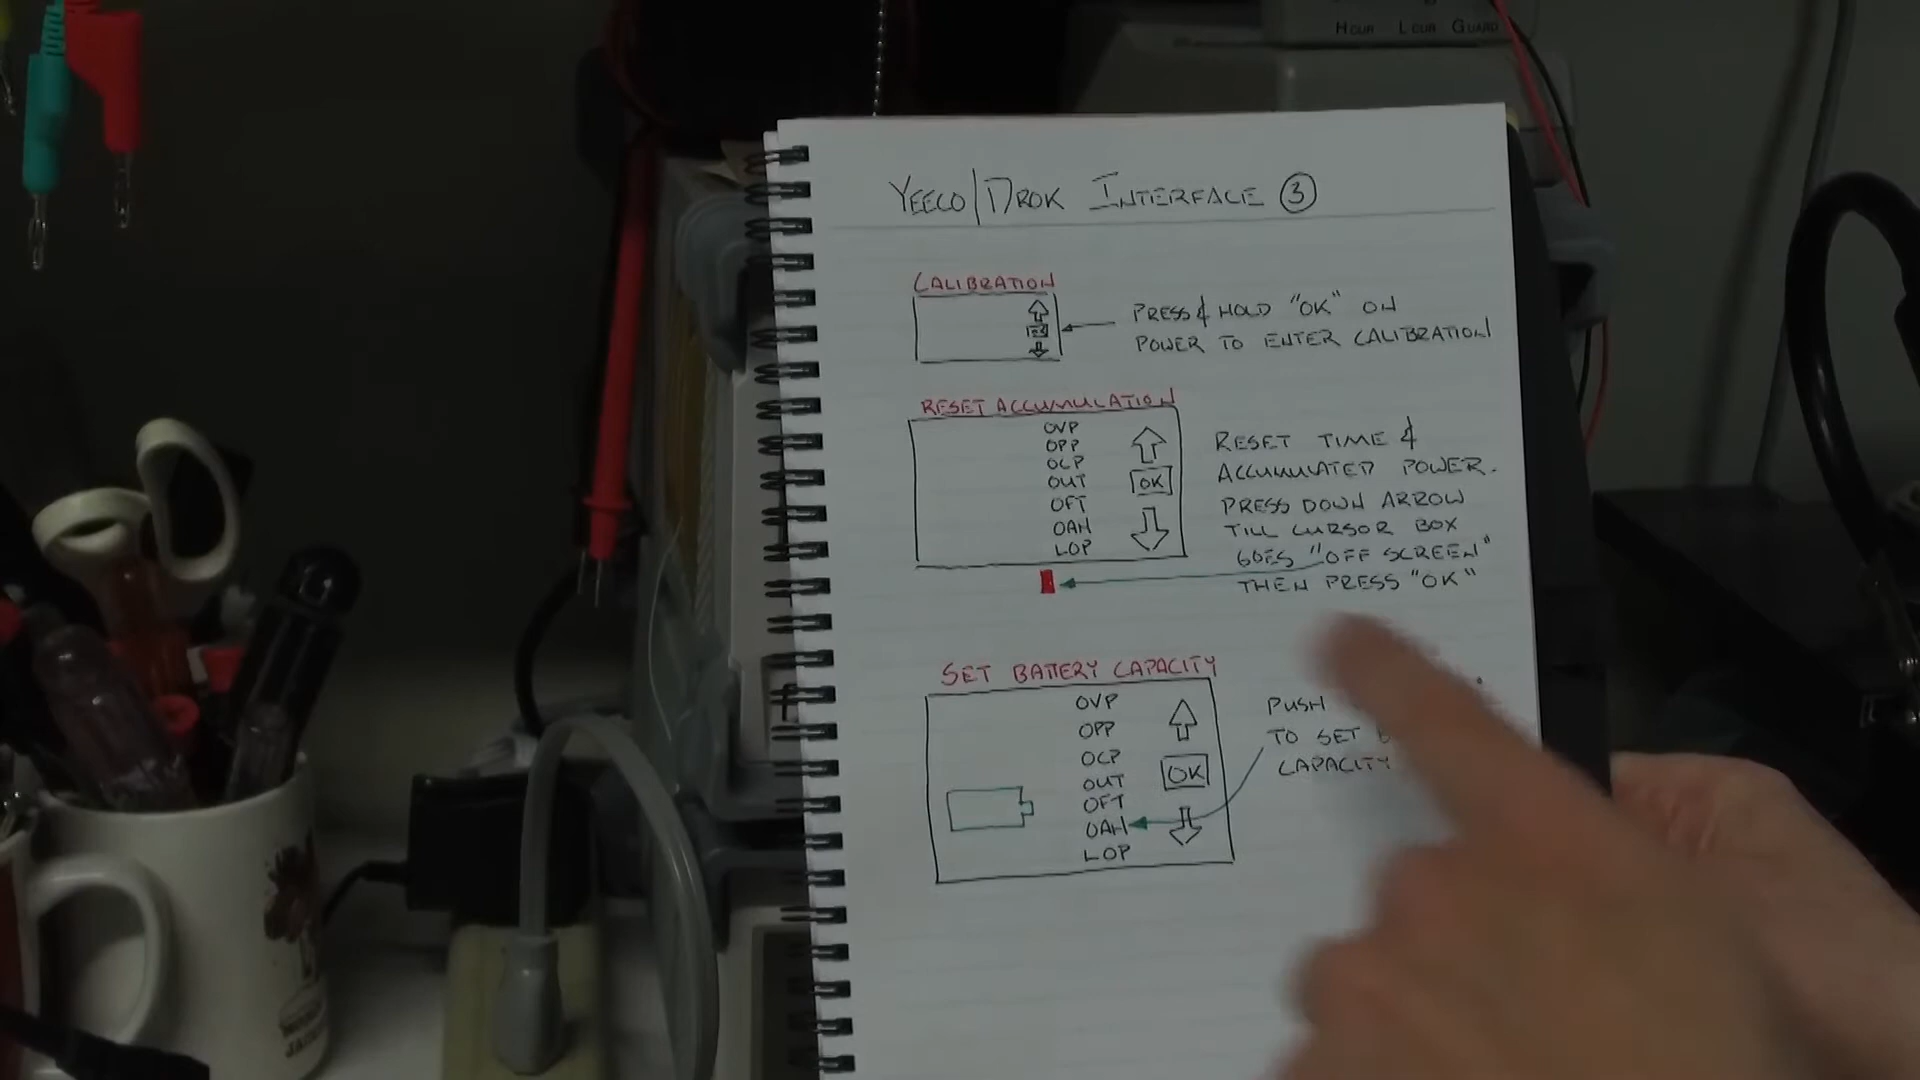 HOUR LOUR GUARD
YEECO|DROK INTERFACE ③
CALIBRATION
PRESS & HOLD "OK" ON
POWER TO ENTER CALIBRATION
RESET ACCUMULATION
OVP
OPP
OCP
OUT
OFT
OAH
LOP
OK
RESET TIME &
ACCUMULATED POWER.
PRESS DOWN ARROW
TILL CURSOR BOX
GOES "OFF SCREEN"
THEN PRESS "OK"
SET BATTERY CAPACITY
OVP
OPP
OCP
OUT
OFT
OAH
LOP
OK
PUSH
TO SET
CAPACITY